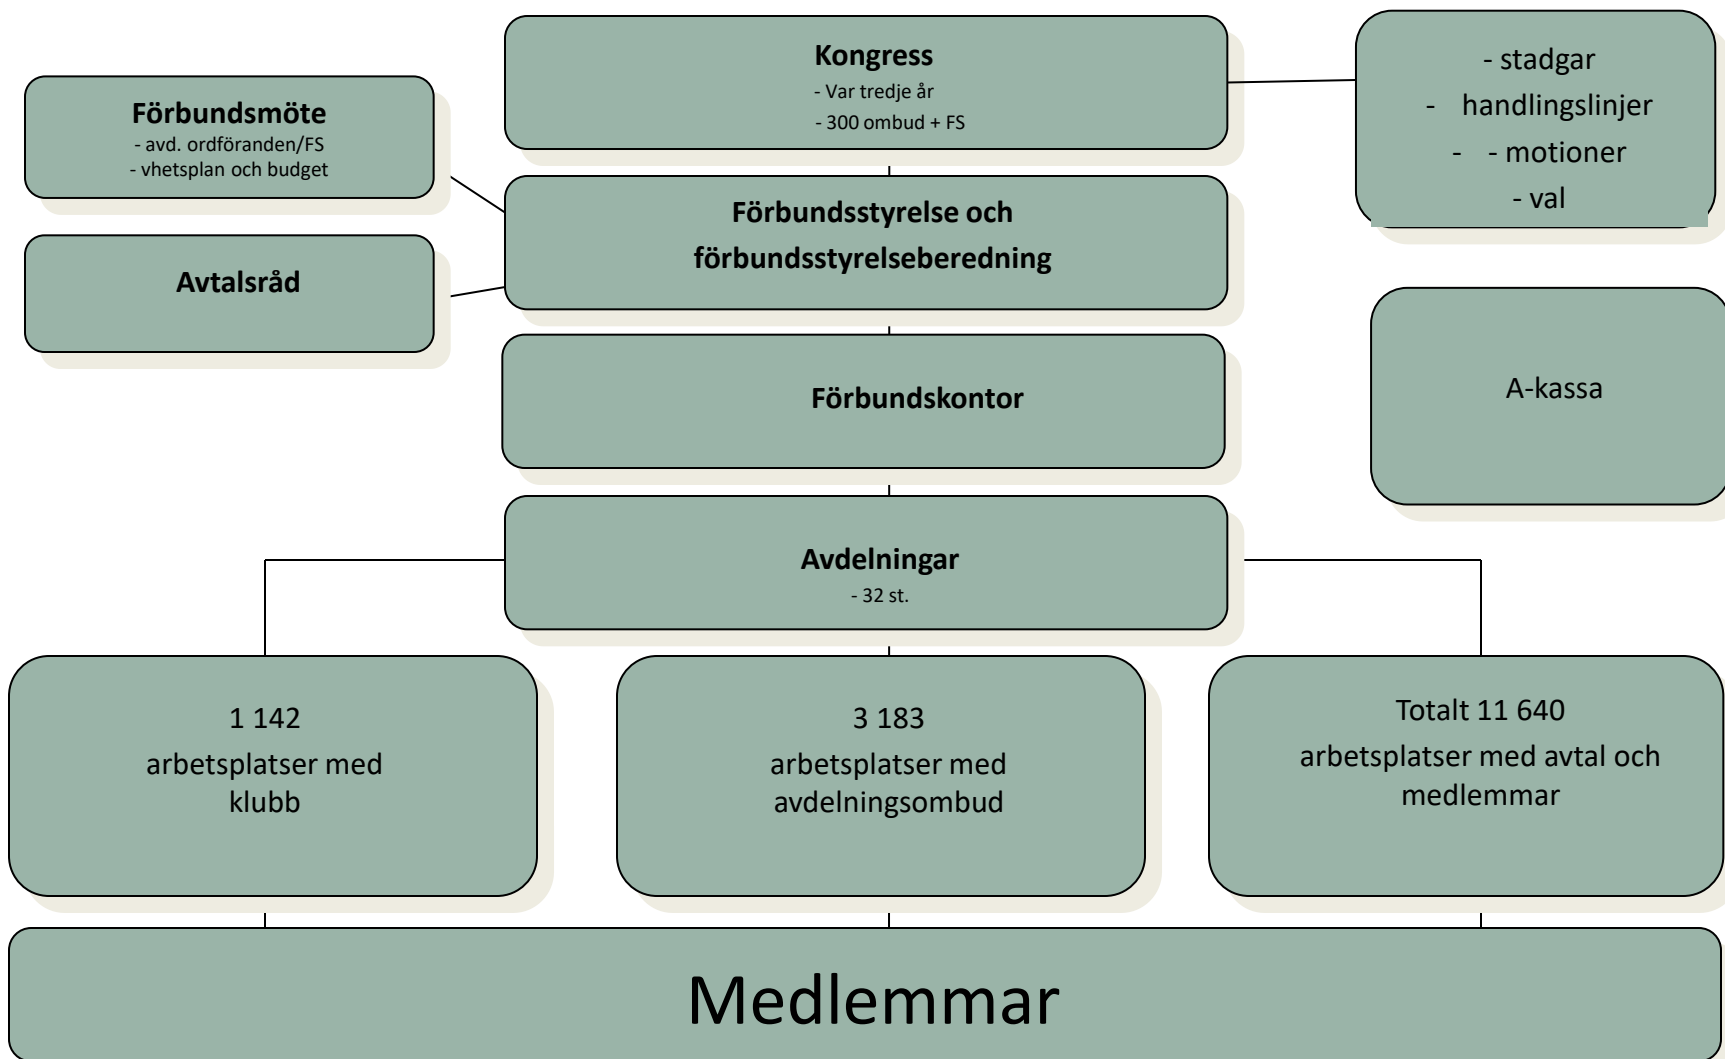 Kongress
- Var tredje år
- 300 ombud + FS
- stadgar
- handlingslinjer
- - motioner
- val
Förbundsmöte
- avd. ordföranden/FS
- vhetsplan och budget
Förbundsstyrelse och
förbundsstyrelseberedning
Avtalsråd
Förbundskontor
A-kassa
Avdelningar
- 32 st.
1 142
arbetsplatser med
klubb
3 183
arbetsplatser med
avdelningsombud
Totalt 11 640
arbetsplatser med avtal och
medlemmar
Medlemmar